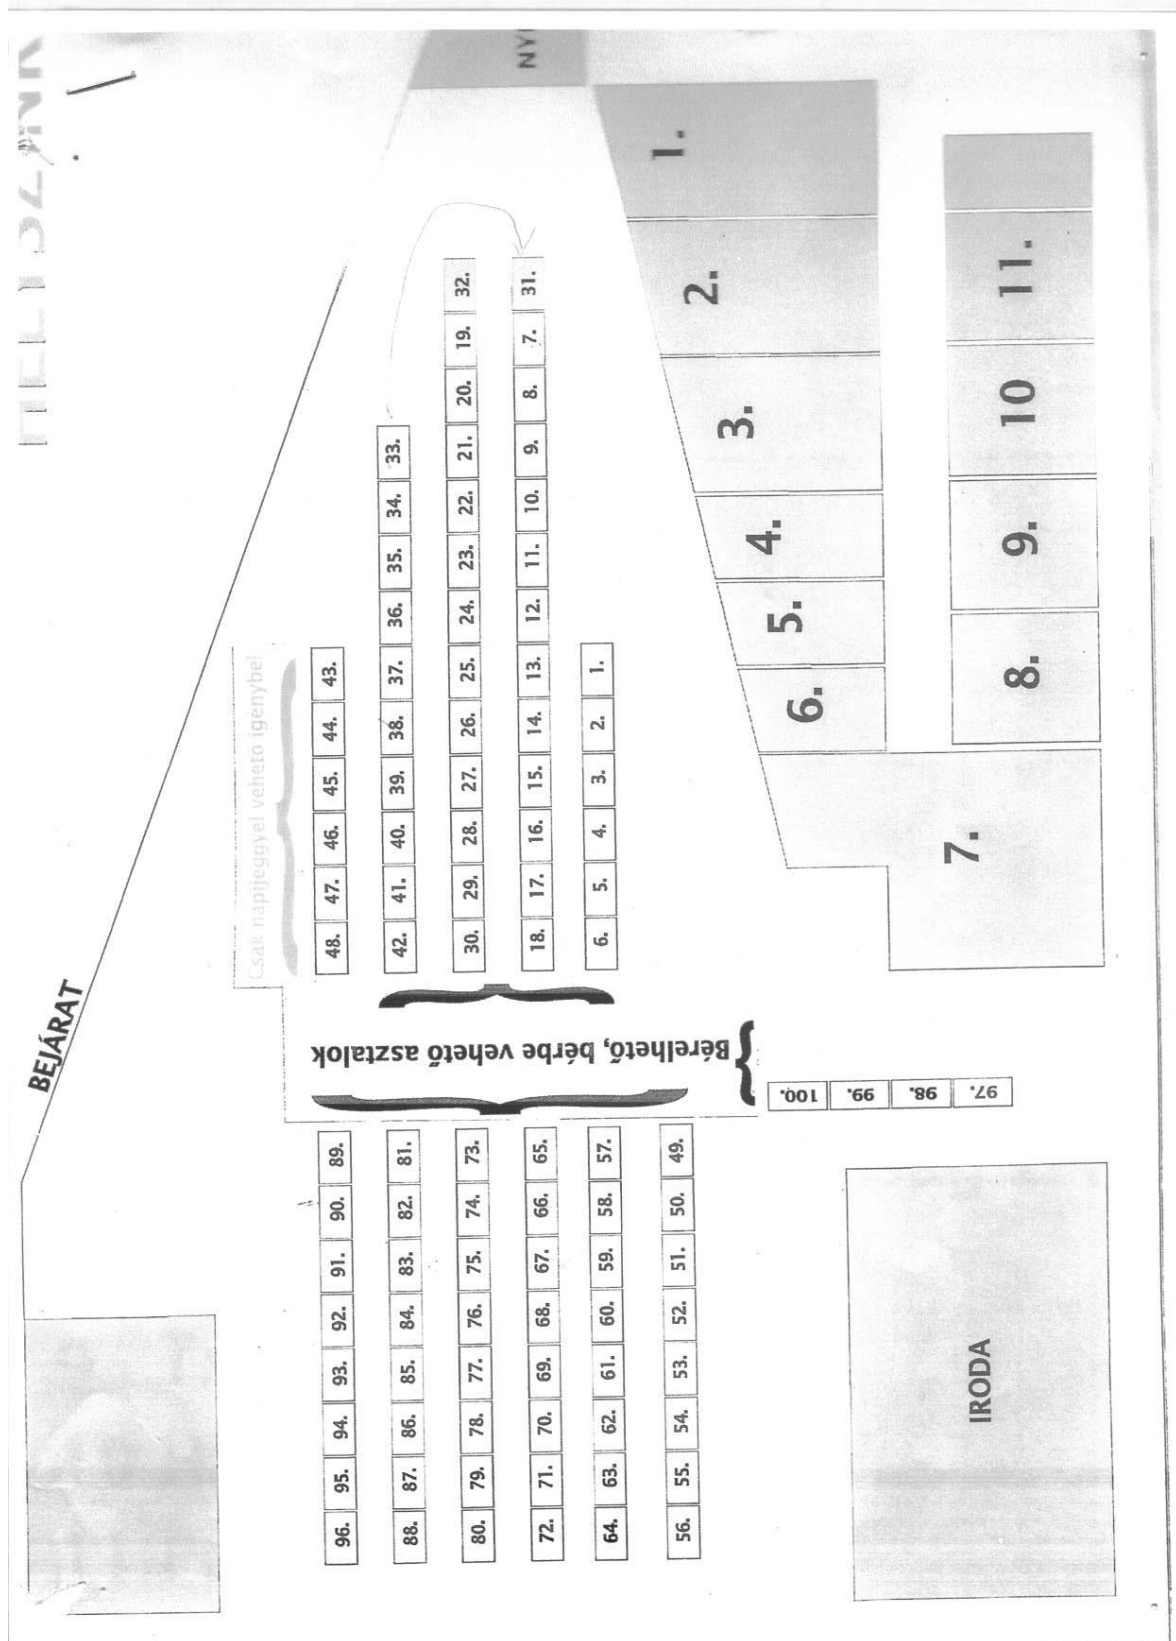 BEJÁRAT
Csak napijeggyel vehető igénybe!
96. 95. 94. 93. 92. 91. 90. 89. 48. 47. 46. 45. 44. 43.
88. 87. 86. 85. 84. 83. 82. 81. 42. 41. 40. 39. 38. 37. 36. 35. 34. 33.
80. 79. 78. 77. 76. 75. 74. 73. 30. 29. 28. 27. 26. 25. 24. 23. 22. 21. 20. 19. 32.
72. 71. 70. 69. 68. 67. 66. 65. 18. 17. 16. 15. 14. 13. 12. 11. 10. 9. 8. 7. 31.
64. 63. 62. 61. 60. 59. 58. 57. 6. 5. 4. 3. 2. 1.
56. 55. 54. 53. 52. 51. 50. 49.
Bérelhető, bérbe vehető asztalok
100.
99.
98.
97.
6. 5. 4. 3. 2. 1.
7.
8. 9. 10 11.
IRODA